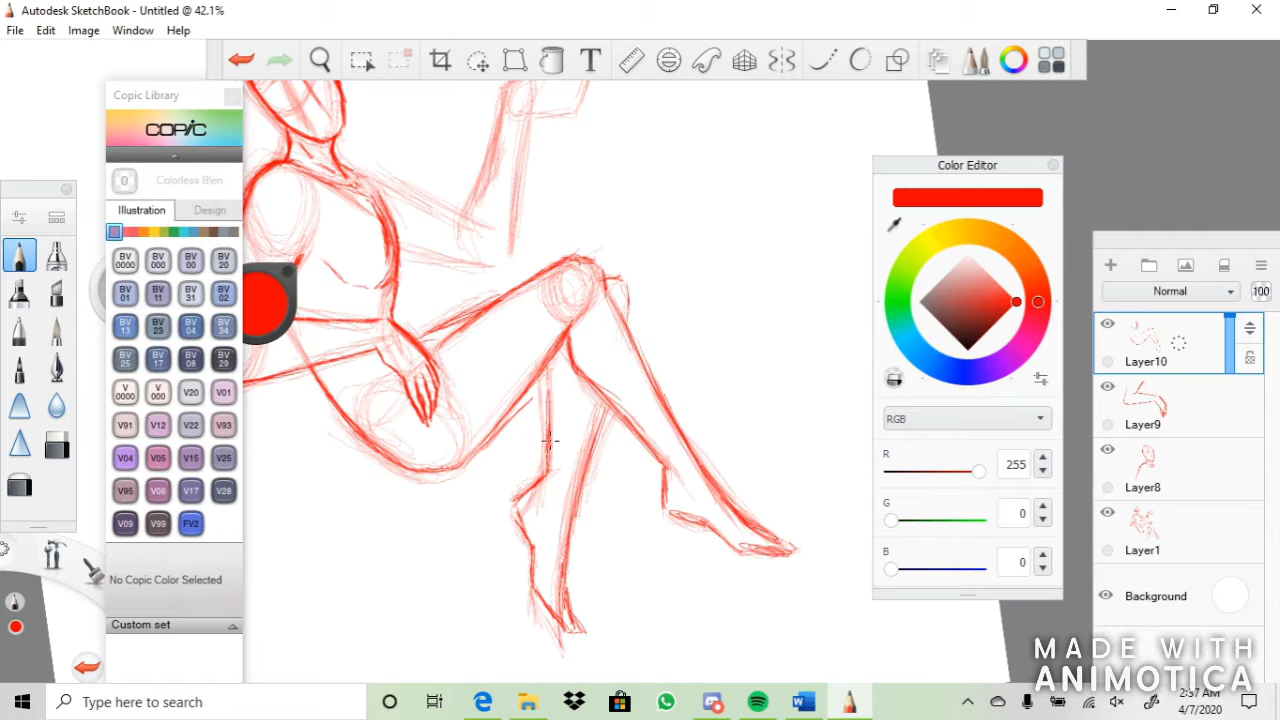 Autodesk SketchBook - Untitled @ 42.1%
File Edit Image Window Help
Copic Library
COPIC
0 Colorless Blen
Illustration Design
BV 0000 BV 000 BV 00 BV 20
BV 01 BV 11 BV 31 BV 02
BV 13 BV 23 BV 04 BV 34
BV 25 BV 17 BV 08 BV 29
V 0000 V 000 V20 V01
V91 V12 V22 V93
V04 V05 V15 V25
V95 V06 V17 V28
V09 V99 FV2
No Copic Color Selected
Custom set
T
Color Editor
RGB
R 255
G 0
B 0
Normal 100
Layer10
Layer9
Layer8
Layer1
Background
MADE WITH
ANIMOTICA
Type here to search
2:37 AM
4/7/2020